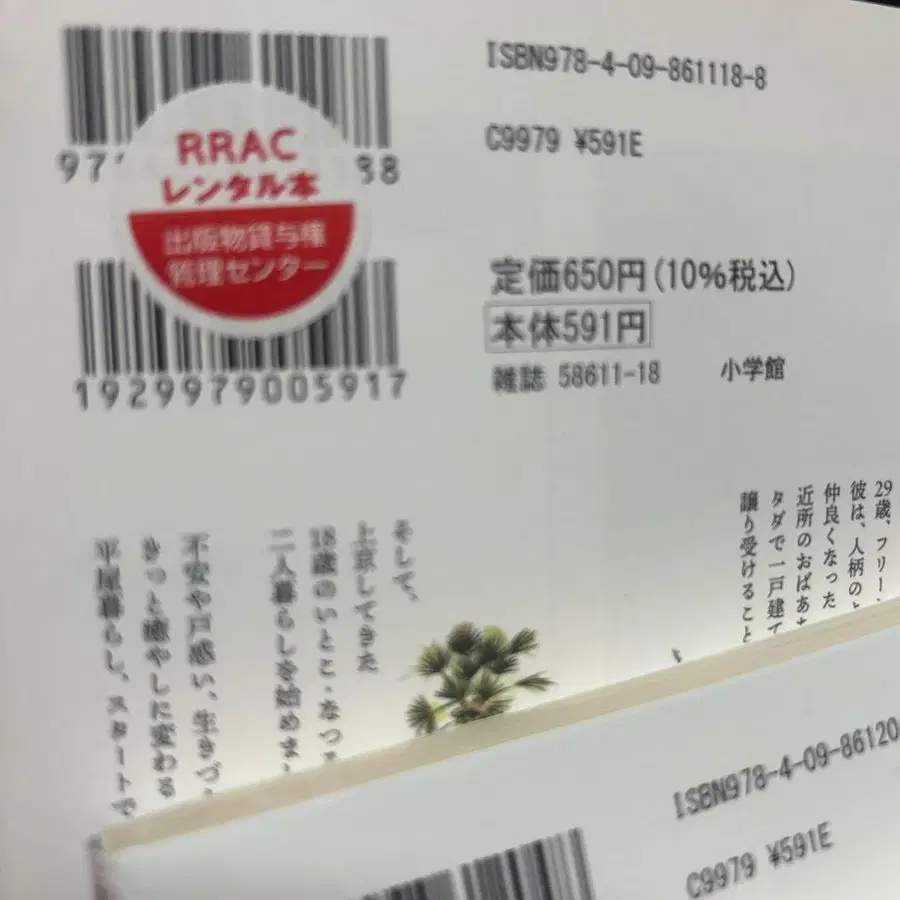 ISBN978-4-09-861118-8
C9979 ¥591E
RRAC
レンタル本
出版物貸与権
管理センター
97
88
1929979005917
定価650円(10%税込)
本体591円
雑誌 58611-18
小学館
29歳、フリー
彼は、人柄の
仲良くなった
近所のおばあ
タダで一戸建て
譲り受けること
そして、
上京してきた
18歳のいとこ・なつ
二人暮らしを始めま
不安や戸惑い、生きづ
きっと癒やしに変わる
平屋暮らし、スタートで
ISBN978-4-09-86120
C9979 ¥591E